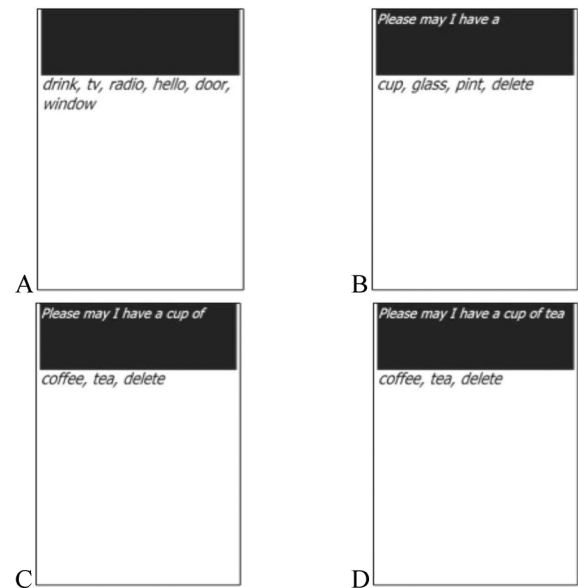 drink, tv, radio, hello, door,
window
A
Please may I have a
cup, glass, pint, delete
B
Please may I have a cup of
coffee, tea, delete
C
Please may I have a cup of tea
coffee, tea, delete
D